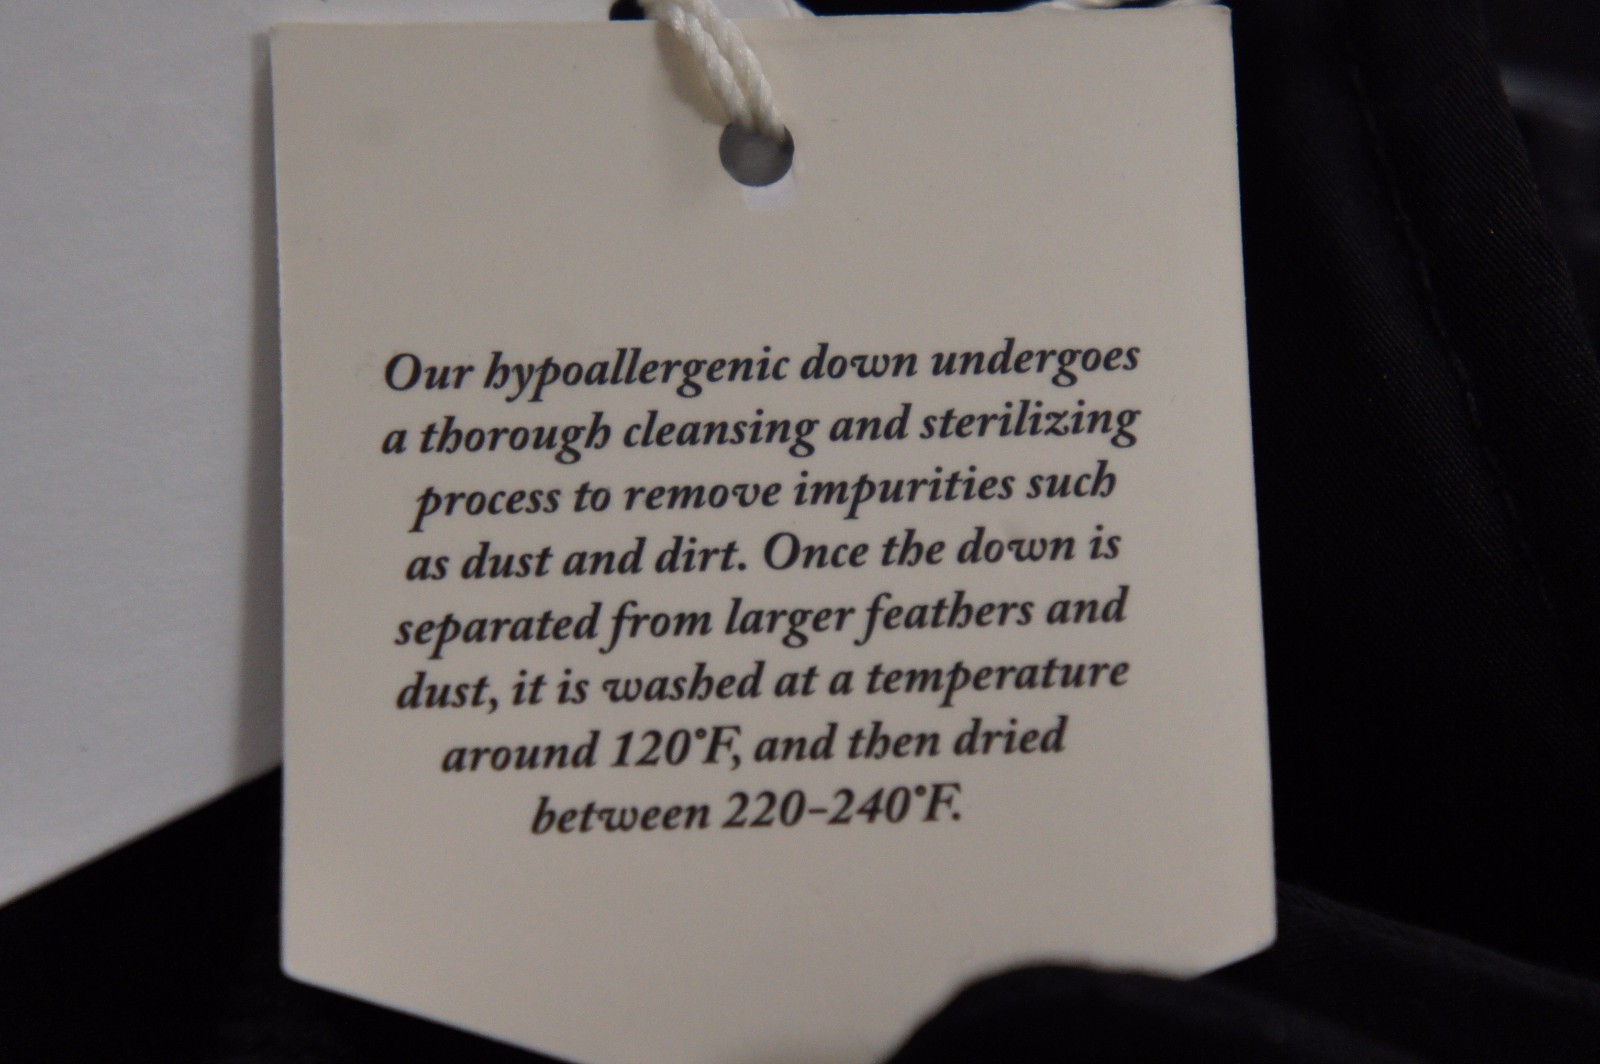 Our hypoallergenic down undergoes
a thorough cleansing and sterilizing
process to remove impurities such
as dust and dirt. Once the down is
separated from larger feathers and
dust, it is washed at a temperature
around 120°F, and then dried
between 220–240°F.